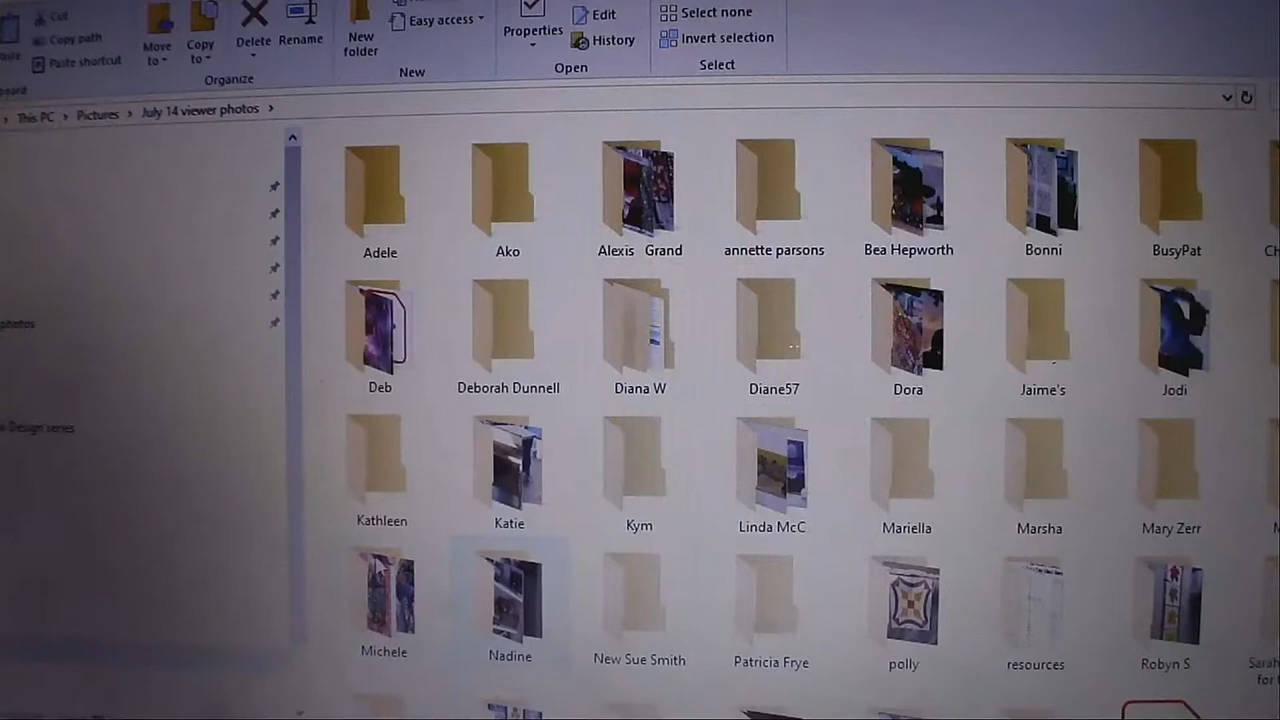 Cut
Copy path
Paste shortcut
Move to
Copy to
Delete
Rename
Organize
New folder
Easy access
New
Properties
Edit
History
Open
Select none
Invert selection
Select
This PC > Pictures > July 14 viewer photos >
Adele
Ako
Alexis Grand
annette parsons
Bea Hepworth
Bonni
BusyPat
photos
Deb
Deborah Dunnell
Diana W
Diane57
Dora
Jaime's
Jodi
Design series
Kathleen
Katie
Kym
Linda McC
Mariella
Marsha
Mary Zerr
Michele
Nadine
New Sue Smith
Patricia Frye
polly
resources
Robyn S
Sarah
for